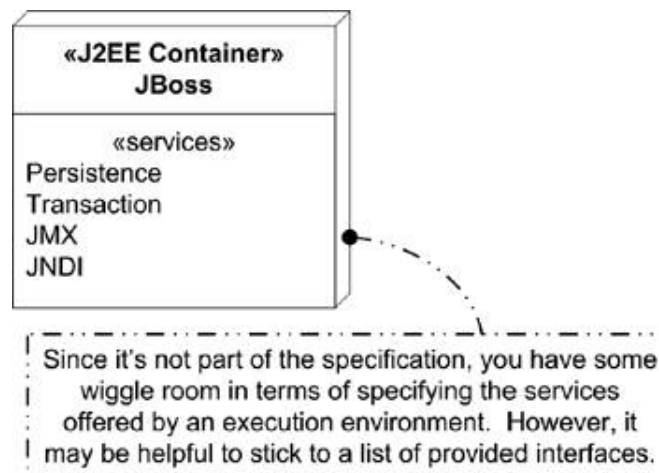 «J2EE Container»
JBoss
«services»
Persistence
Transaction
JMX
JNDI
Since it's not part of the specification, you have some
wiggle room in terms of specifying the services
offered by an execution environment. However, it
may be helpful to stick to a list of provided interfaces.